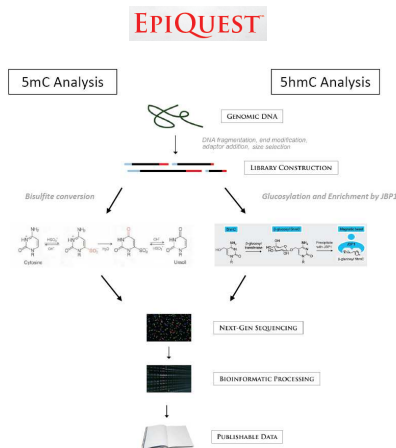 EPIQUEST™
5mC Analysis
5hmC Analysis
GENOMIC DNA
DNA fragmentation, end modification,
adaptor addition, size selection
LIBRARY CONSTRUCTION
Bisulfite conversion
Glucosylation and Enrichment by JBP1
Cytosine
Uracil
NEXT-GEN SEQUENCING
BIOINFORMATIC PROCESSING
PUBLISHABLE DATA